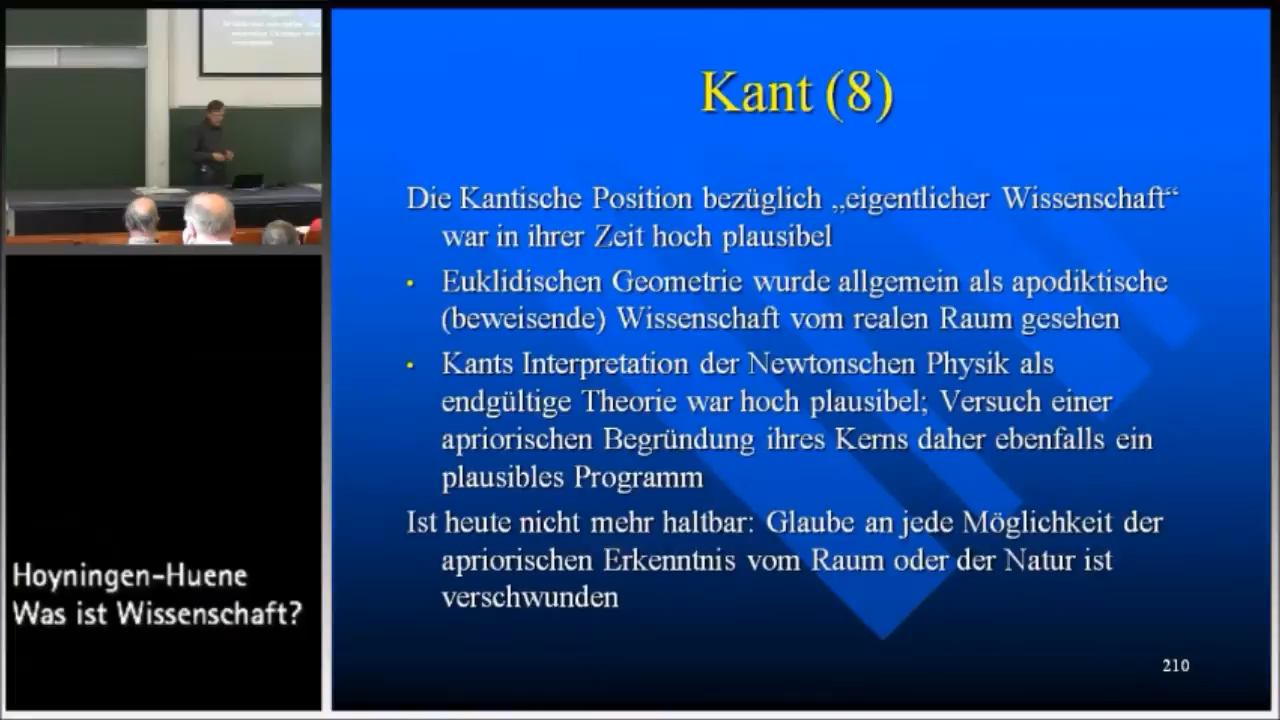 Kant (8)
Die Kantische Position bezüglich „eigentlicher Wissenschaft“
war in ihrer Zeit hoch plausibel
• Euklidischen Geometrie wurde allgemein als apodiktische
(beweisende) Wissenschaft vom realen Raum gesehen
• Kants Interpretation der Newtonschen Physik als
endgültige Theorie war hoch plausibel; Versuch einer
apriorischen Begründung ihres Kerns daher ebenfalls ein
plausibles Programm
Ist heute nicht mehr haltbar: Glaube an jede Möglichkeit der
apriorischen Erkenntnis vom Raum oder der Natur ist
verschwunden
210
Hoyningen-Huene
Was ist Wissenschaft?